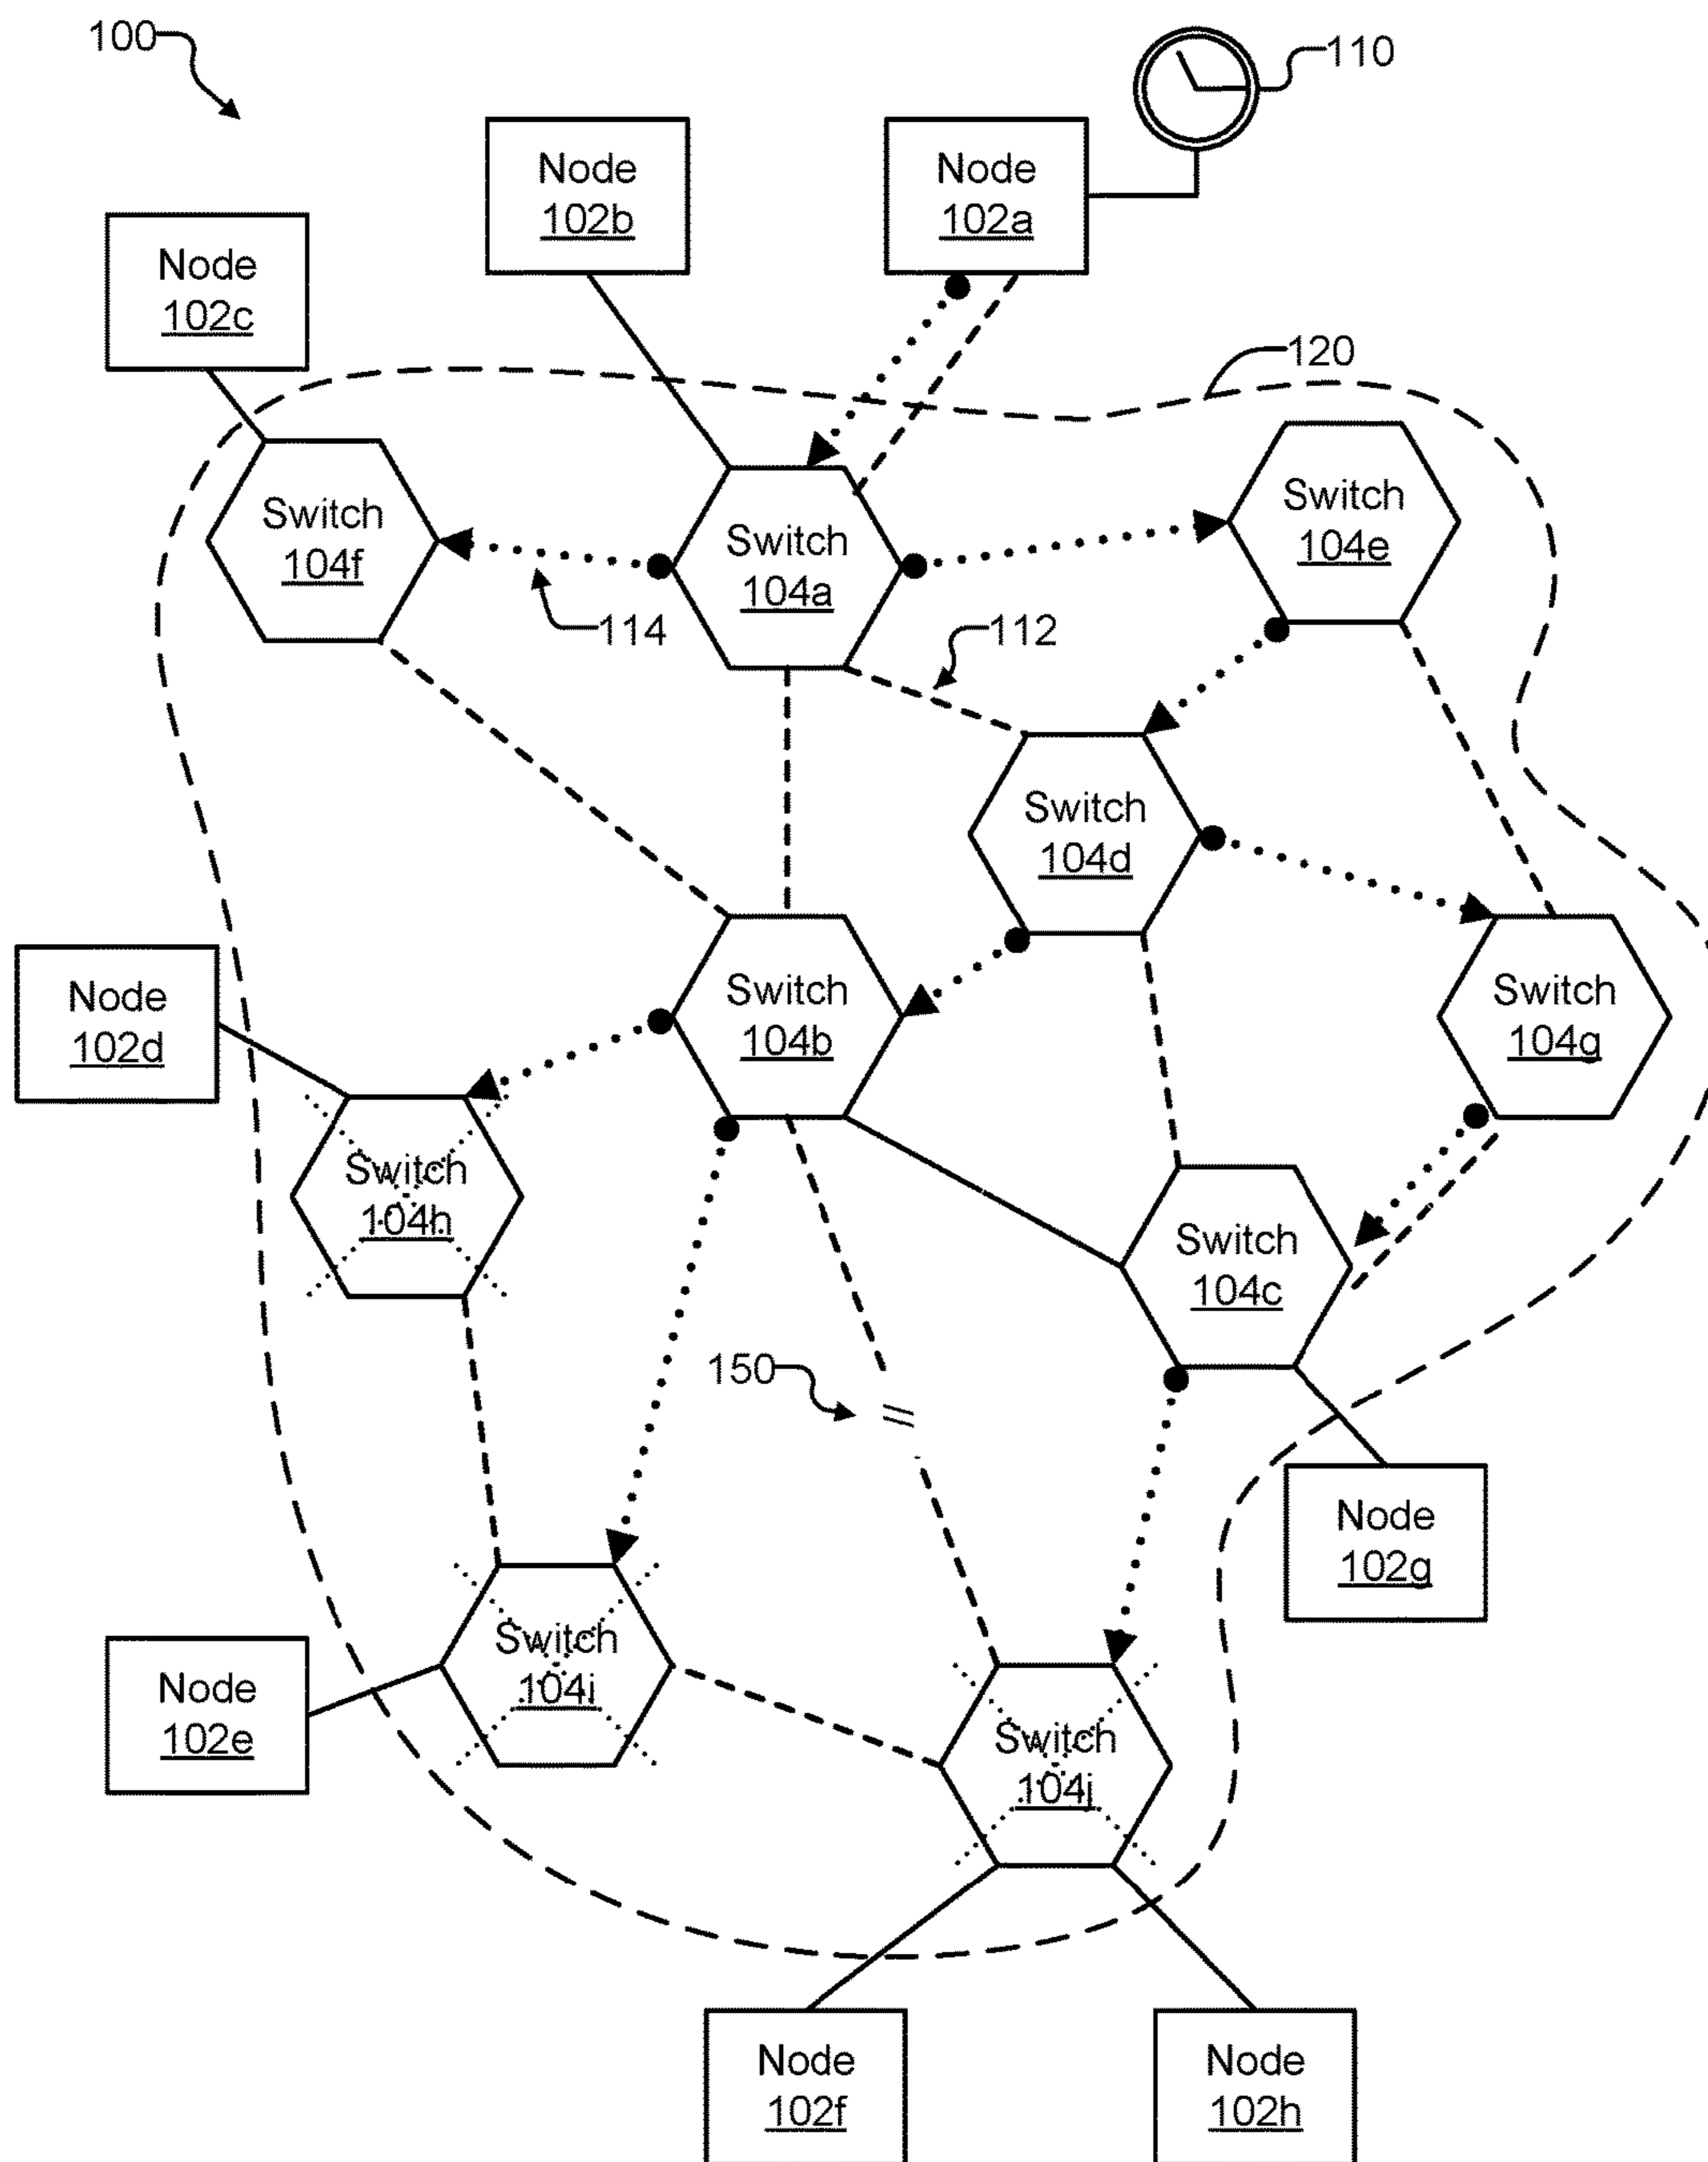 100
110
Node
102b
Node
102a
Node
102c
120
Switch
104f
Switch
104a
Switch
104e
114
112
Switch
104d
Node
102d
Switch
104b
Switch
104g
Switch
104h
Switch
104c
150
Node
102g
Node
102e
Switch
104i
Switch
104j
Node
102f
Node
102h